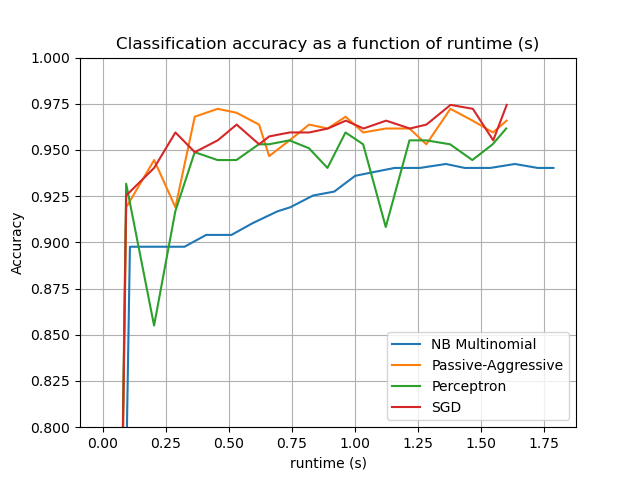 Classification accuracy as a function of runtime (s)
1.000
0.975
0.950
0.925
0.900
0.875
0.850
0.825
0.800
Accuracy
NB Multinomial
Passive-Aggressive
Perceptron
SGD
0.00 0.25 0.50 0.75 1.00 1.25 1.50 1.75
runtime (s)